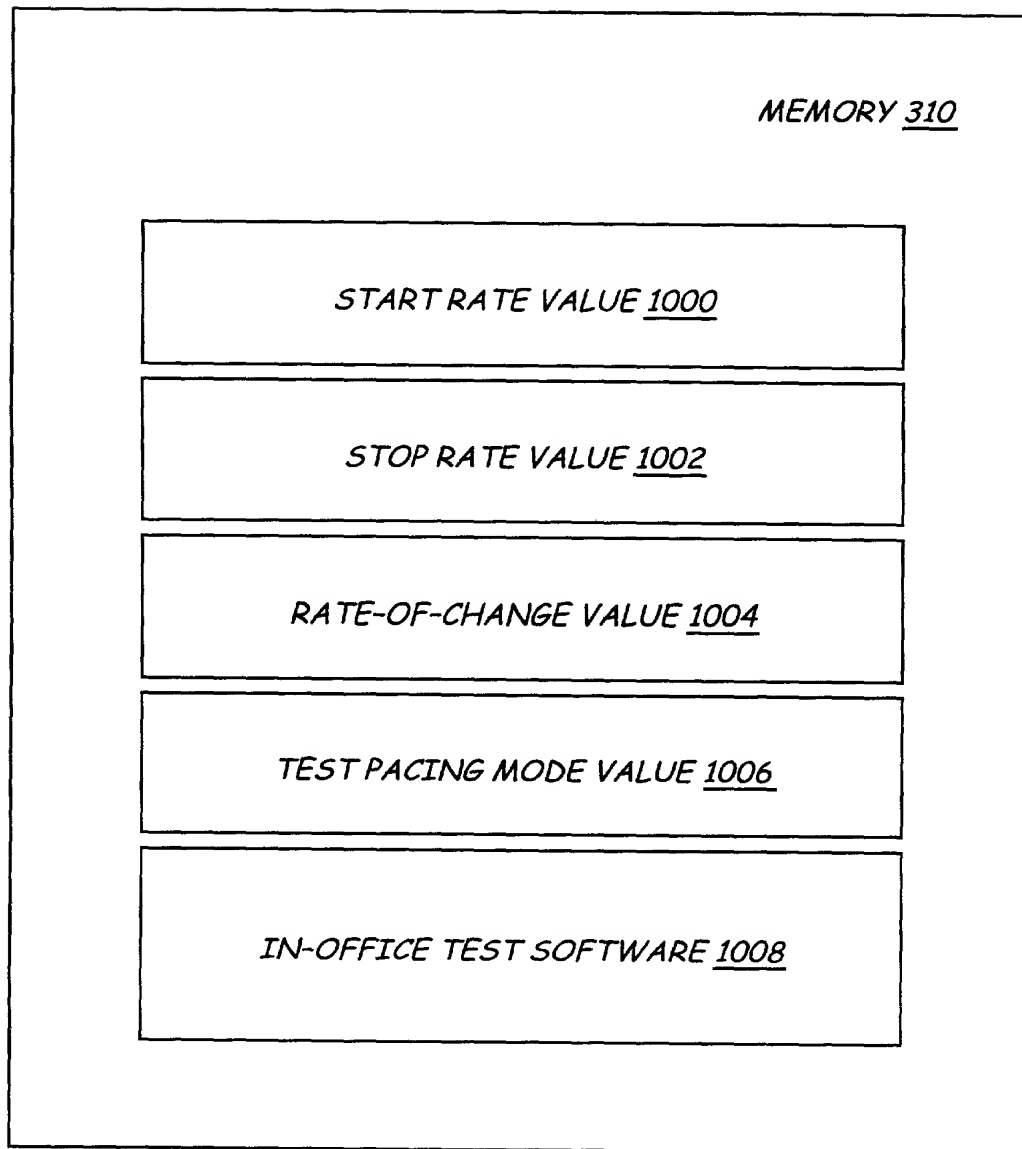 MEMORY 310
START RATE VALUE 1000
STOP RATE VALUE 1002
RATE-OF-CHANGE VALUE 1004
TEST PACING MODE VALUE 1006
IN-OFFICE TEST SOFTWARE 1008